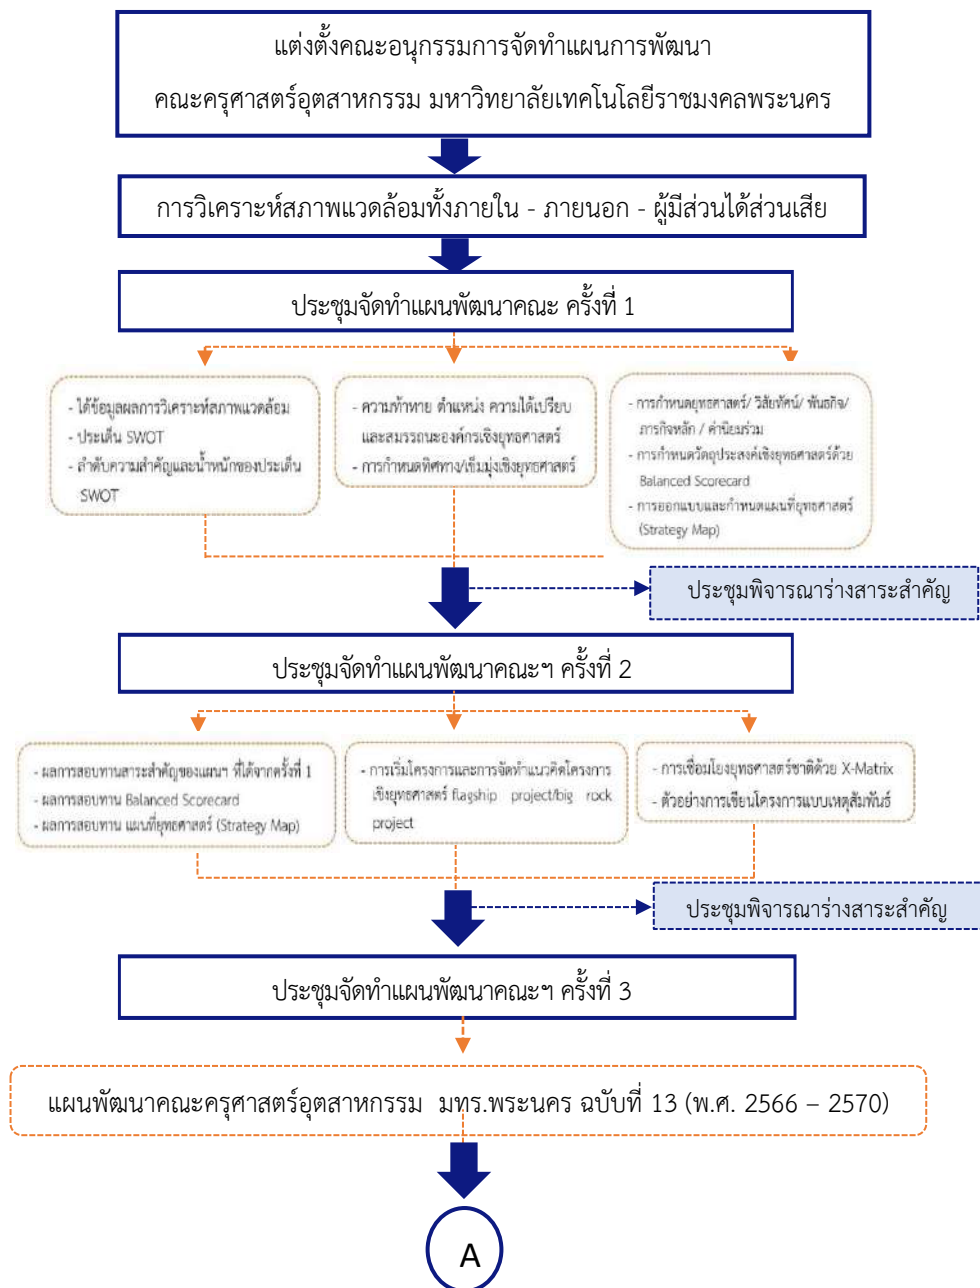 แต่งตั้งคณะอนุกรรมการจัดทำแผนการพัฒนา
คณะครุศาสตร์อุตสาหกรรม มหาวิทยาลัยเทคโนโลยีราชมงคลพระนคร
การวิเคราะห์สภาพแวดล้อมทั้งภายใน - ภายนอก - ผู้มีส่วนได้ส่วนเสีย
ประชุมจัดทำแผนพัฒนาคณะ ครั้งที่ 1
- ได้ข้อมูลผลการวิเคราะห์สภาพแวดล้อม
- ประเด็น SWOT
- ลำดับความสำคัญและน้ำหนักของประเด็น
SWOT
- ความท้าทาย ตำแหน่ง ความได้เปรียบ
และสมรรถนะองค์กรเชิงยุทธศาสตร์
- การกำหนดทิศทาง/เข็มมุ่งเชิงยุทธศาสตร์
- การกำหนดยุทธศาสตร์/ วิสัยทัศน์/ พันธกิจ/
ภารกิจหลัก / ค่านิยมร่วม
- การกำหนดวัตถุประสงค์เชิงยุทธศาสตร์ด้วย
Balanced Scorecard
- การออกแบบและกำหนดแผนที่ยุทธศาสตร์
(Strategy Map)
ประชุมพิจารณาร่างสาระสำคัญ
ประชุมจัดทำแผนพัฒนาคณะฯ ครั้งที่ 2
- ผลการสอบทานสาระสำคัญของแผนฯ ที่ได้จากครั้งที่ 1
- ผลการสอบทาน Balanced Scorecard
- ผลการสอบทาน แผนที่ยุทธศาสตร์ (Strategy Map)
- การเริ่มโครงการและการจัดทำแนวคิดโครงการ
เชิงยุทธศาสตร์ flagship project/big rock
project
- การเชื่อมโยงยุทธศาสตร์ชาติด้วย X-Matrix
- ตัวอย่างการเขียนโครงการแบบเหตุสัมพันธ์
ประชุมพิจารณาร่างสาระสำคัญ
ประชุมจัดทำแผนพัฒนาคณะฯ ครั้งที่ 3
แผนพัฒนาคณะครุศาสตร์อุตสาหกรรม มทร.พระนคร ฉบับที่ 13 (พ.ศ. 2566 – 2570)
A